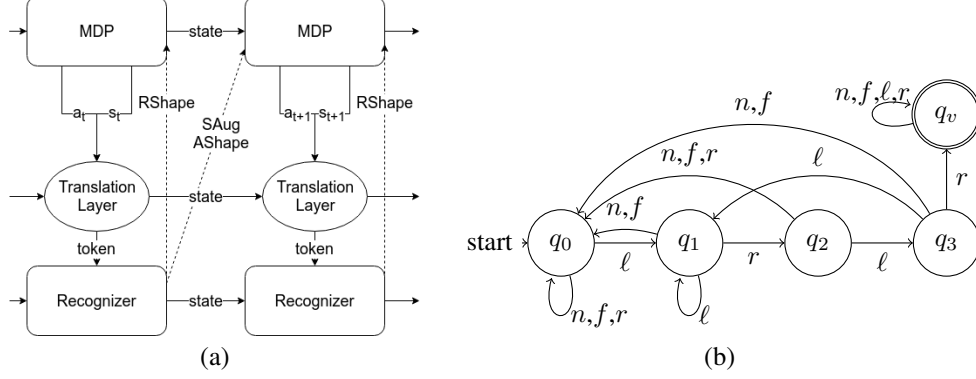 MDP
state
MDP
a_t
s_t
RShape
a_{t+1}
s_{t+1}
RShape
SAug
AShape
Translation
Layer
state
Translation
Layer
token
token
Recognizer
state
Recognizer
(a)
n,f
n,f,ℓ,r
q_v
n,f,r
ℓ
r
n,f
start
q_0
ℓ
q_1
r
q_2
ℓ
q_3
n,f,r
ℓ
(b)